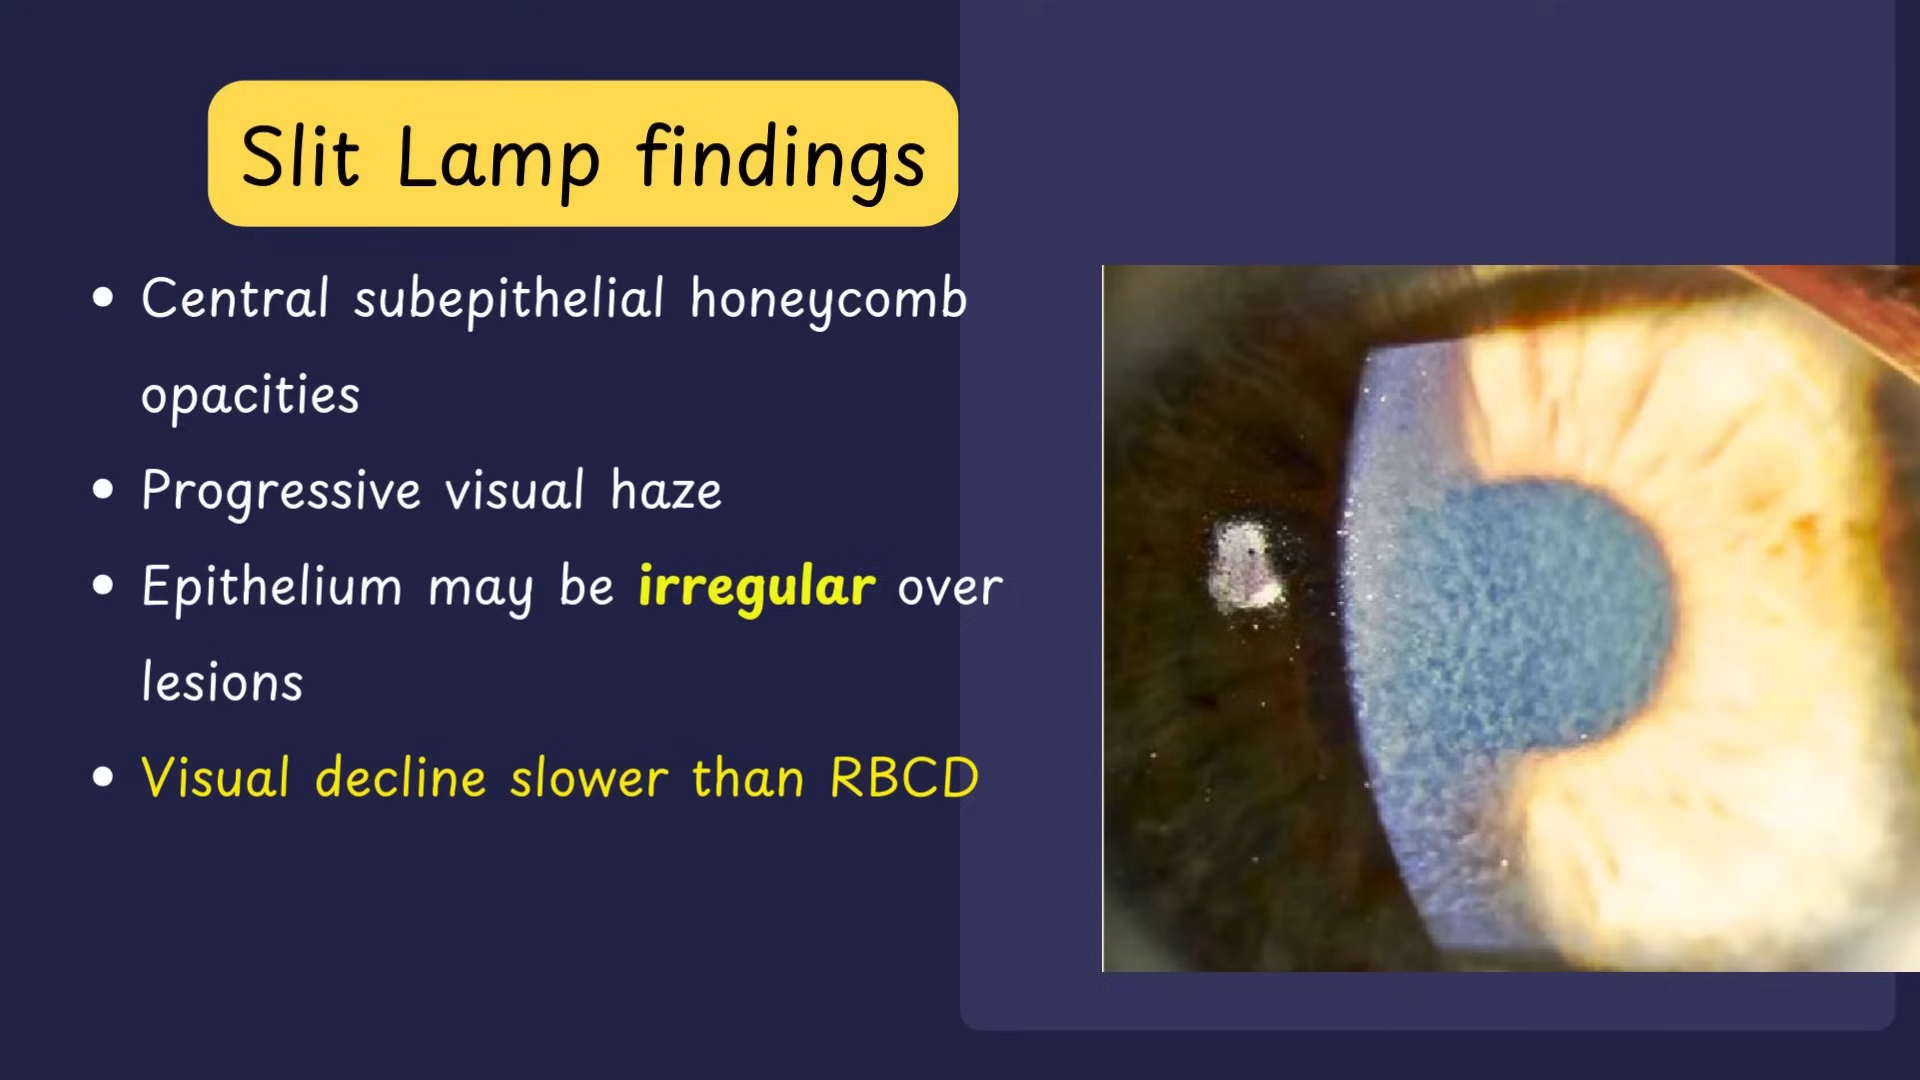 Slit Lamp findings
• Central subepithelial honeycomb
opacities
• Progressive visual haze
• Epithelium may be irregular over
lesions
• Visual decline slower than RBCD